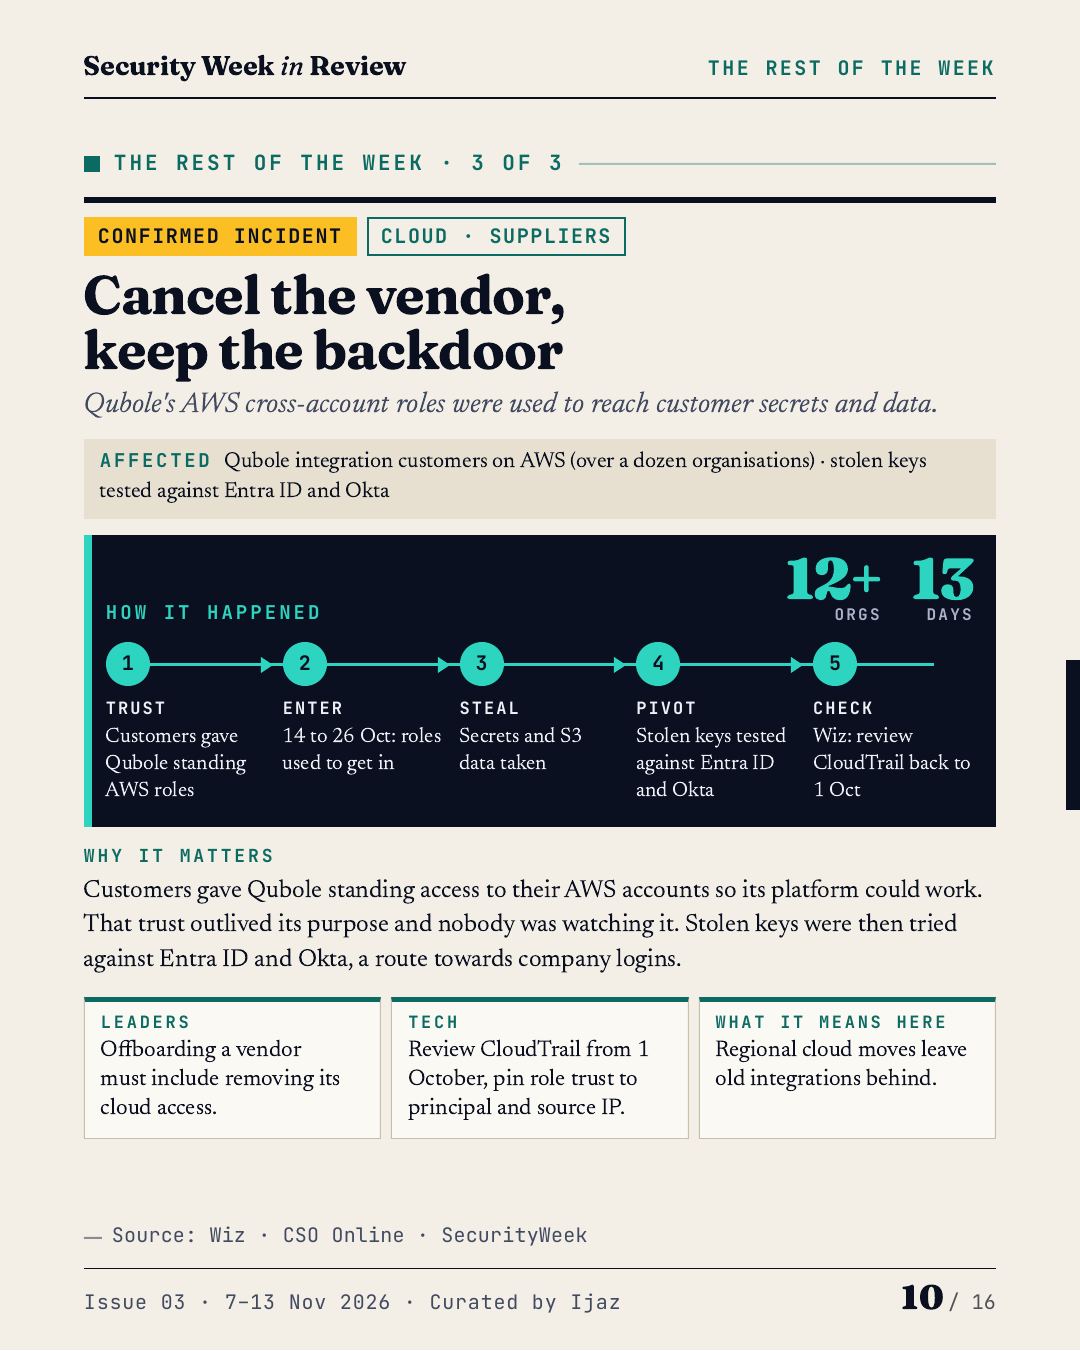 Security Week in Review
THE REST OF THE WEEK
THE REST OF THE WEEK · 3 OF 3
CONFIRMED INCIDENT
CLOUD · SUPPLIERS
Cancel the vendor,
keep the backdoor
Qubole's AWS cross-account roles were used to reach customer secrets and data.
AFFECTED Qubole integration customers on AWS (over a dozen organisations) · stolen keys
tested against Entra ID and Okta
12+
ORGS
13
DAYS
HOW IT HAPPENED
1
TRUST
Customers gave
Qubole standing
AWS roles
2
ENTER
14 to 26 Oct: roles
used to get in
3
STEAL
Secrets and S3
data taken
4
PIVOT
Stolen keys tested
against Entra ID
and Okta
5
CHECK
Wiz: review
CloudTrail back to
1 Oct
WHY IT MATTERS
Customers gave Qubole standing access to their AWS accounts so its platform could work.
That trust outlived its purpose and nobody was watching it. Stolen keys were then tried
against Entra ID and Okta, a route towards company logins.
LEADERS
Offboarding a vendor
must include removing its
cloud access.
TECH
Review CloudTrail from 1
October, pin role trust to
principal and source IP.
WHAT IT MEANS HERE
Regional cloud moves leave
old integrations behind.
— Source: Wiz · CSO Online · SecurityWeek
Issue 03 · 7–13 Nov 2026 · Curated by Ijaz
10 / 16